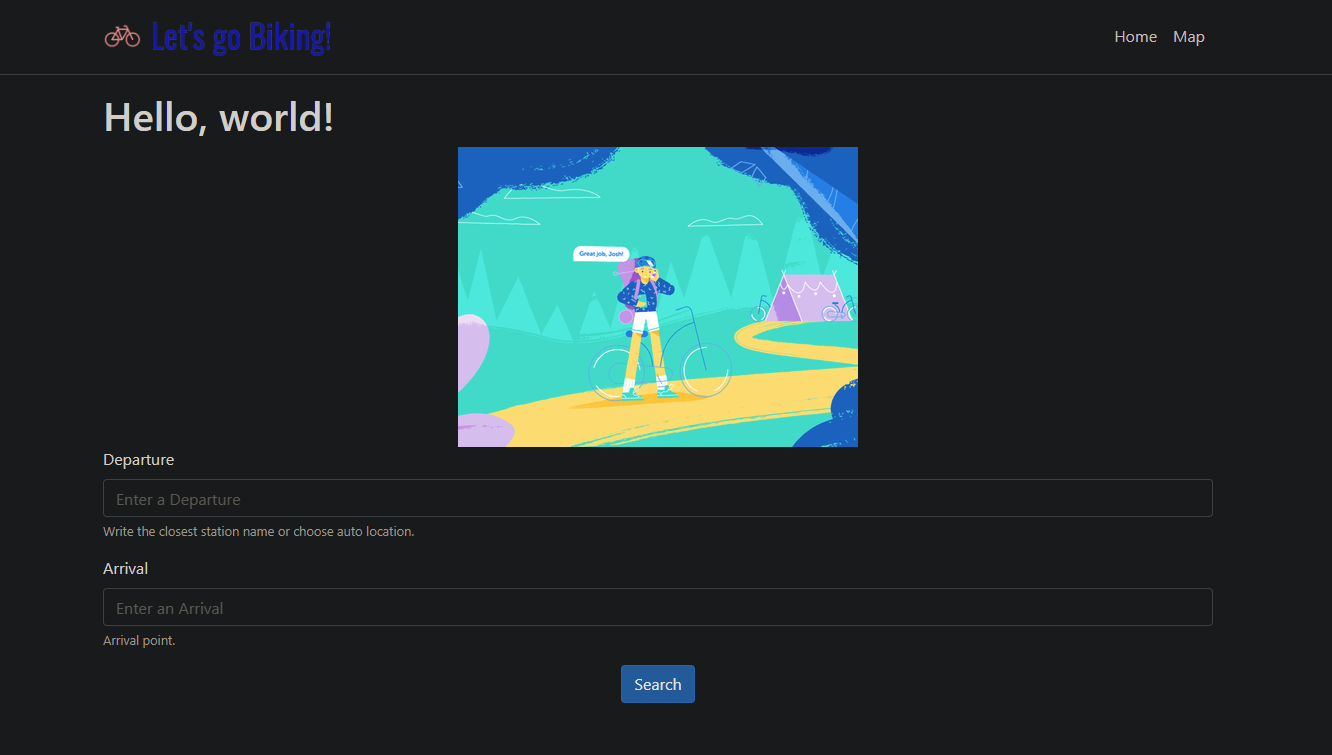 Let's go Biking!
Home Map
Hello, world!
Great job, Josh!
Departure
Enter a Departure
Write the closest station name or choose auto location.
Arrival
Enter an Arrival
Arrival point.
Search